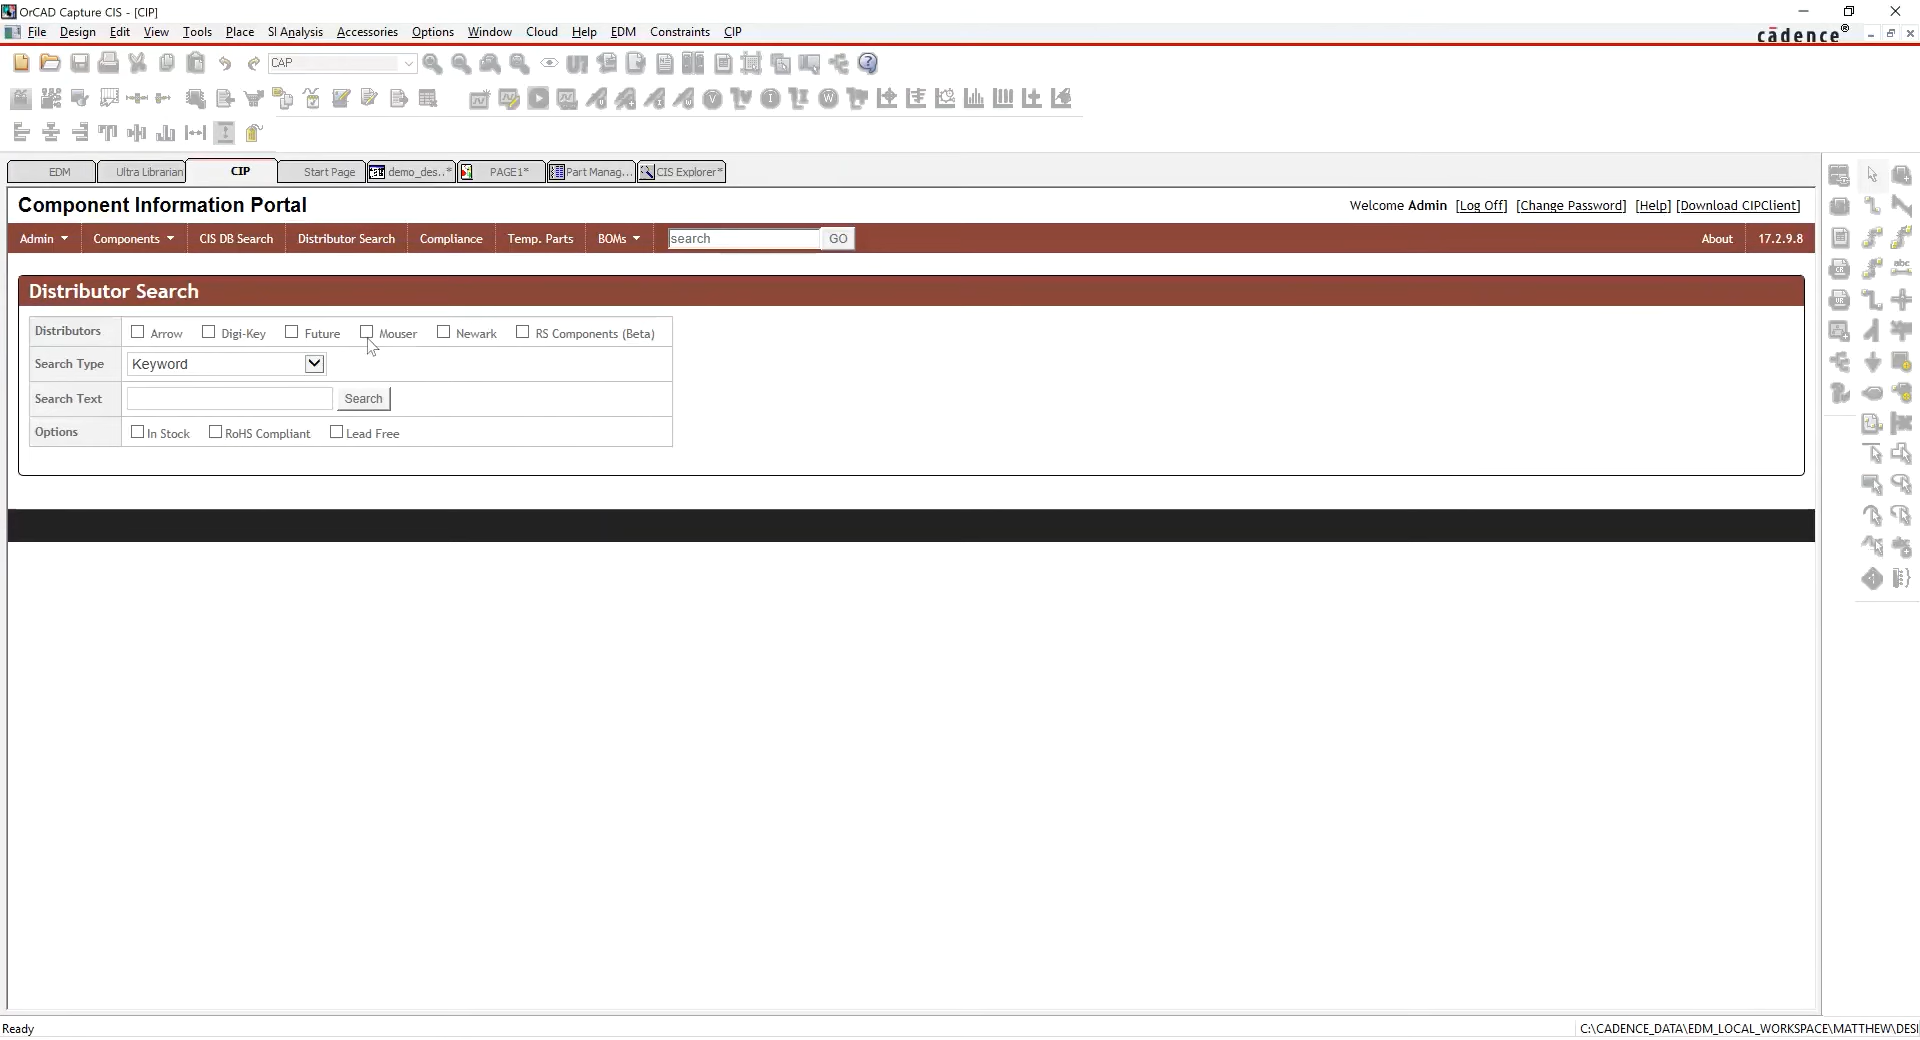 OrCAD Capture CIS - [CIP]
File Design Edit View Tools Place SI Analysis Accessories Options Window Cloud Help EDM Constraints CIP
cādence®
CAP
EDM Ultra Librarian CIP Start Page demo_des..* PAGE1* Part Manag... CIS Explorer*
Component Information Portal
Welcome Admin [Log Off] [Change Password] [Help] [Download CIPClient]
Admin Components CIS DB Search Distributor Search Compliance Temp. Parts BOMs search GO About 17.2.9.8
Distributor Search
Distributors Arrow Digi-Key Future Mouser Newark RS Components (Beta)
Search Type Keyword
Search Text Search
Options In Stock RoHS Compliant Lead Free
Ready C:\CADENCE_DATA\EDM_LOCAL_WORKSPACE\MATTHEW\DESI